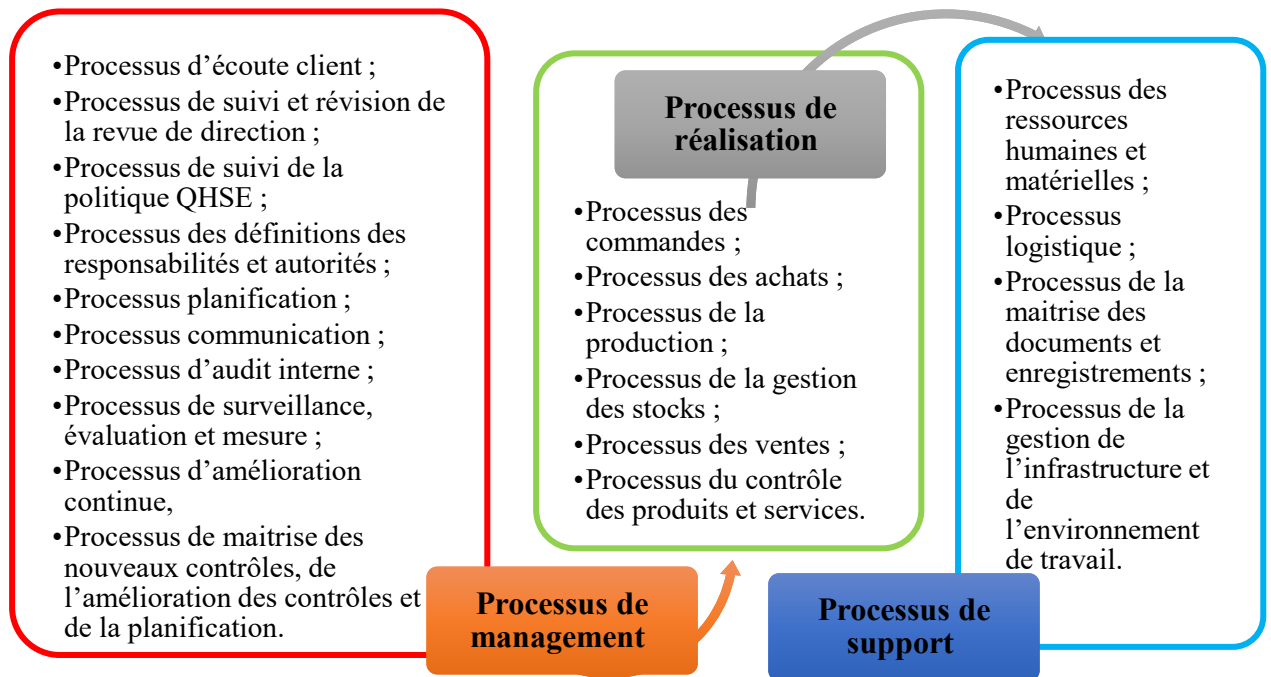 •Processus d’écoute client ;
•Processus de suivi et révision de
la revue de direction ;
•Processus de suivi de la
politique QHSE ;
•Processus des définitions des
responsabilités et autorités ;
•Processus planification ;
•Processus communication ;
•Processus d’audit interne ;
•Processus de surveillance,
évaluation et mesure ;
•Processus d’amélioration
continue,
•Processus de maitrise des
nouveaux contrôles, de
l’amélioration des contrôles et
de la planification.
Processus de
management
Processus de
réalisation
•Processus des
commandes ;
•Processus des achats ;
•Processus de la
production ;
•Processus de la gestion
des stocks ;
•Processus des ventes ;
•Processus du contrôle
des produits et services.
•Processus des
ressources
humaines et
matérielles ;
•Processus
logistique ;
•Processus de la
maitrise des
documents et
enregistrements ;
•Processus de la
gestion de
l’infrastructure et
de
l’environnement
de travail.
Processus de
support